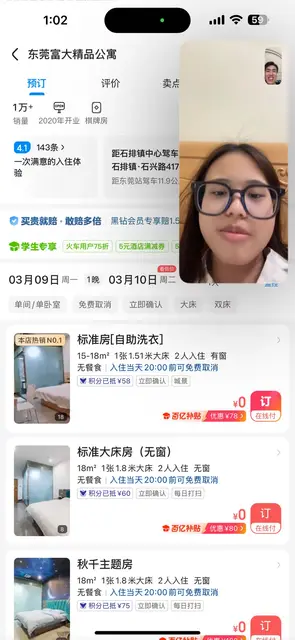 1:02
59
东莞富大精品公寓
预订
评价
卖点
1万+
销量
2020年开业
棋牌房
4.1
143条>
一次满意的入住体验
距石排镇中心驾车
石排镇·石兴路417
距东莞站驾车11.9公
买贵就赔·敢赔多倍
黑钻会员专享赔1.5
学生专享
火车用户75折
5元酒店满减券
03月09日 周一
1晚
03月10日 周二
单间/单卧室
免费取消
立即确认
大床
双床
本店热销NO.1
标准房[自助洗衣]
15-18m² 1张1.51米大床 2人入住 有窗
无餐食 入住当天20:00前可免费取消
积分已抵¥58
立即确认
城景
¥0
订
在线付
百亿补贴
优惠¥78>
18
标准大床房（无窗）
18m² 1张1.8米大床 2人入住 无窗
无餐食 入住当天20:00前可免费取消
积分已抵¥60
立即确认
每日打扫
¥0
订
在线付
百亿补贴
优惠¥80>
8
秋千主题房
18m² 1张1.8米大床 2人入住 无窗
无餐食 入住当天20:00前可免费取消
积分已抵¥75
立即确认
每日打扫
¥0
订
在线付
百亿补贴